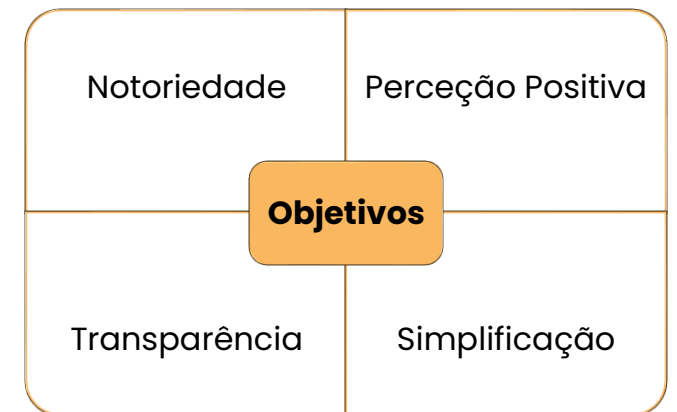 Notoriedade
Perceção Positiva
Objetivos
Transparência
Simplificação